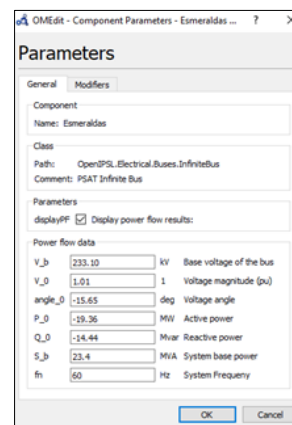 OMEdit - Component Parameters - Esmeraldas ... ? X
Parameters
General Modifiers
Component
Name: Esmeraldas
Class
Path: OpenIPSL.Electrical.Buses.InfiniteBus
Comment: PSAT Infinite Bus
Parameters
displayPF Display power flow results:
Power flow data
V_b 233.10 kV Base voltage of the bus
V_0 1.01 1 Voltage magnitude (pu)
angle_0 -15.65 deg Voltage angle
P_0 -19.36 MW Active power
Q_0 -14.44 Mvar Reactive power
S_b 23.4 MVA System base power
fn 60 Hz System Frequeny
OK Cancel